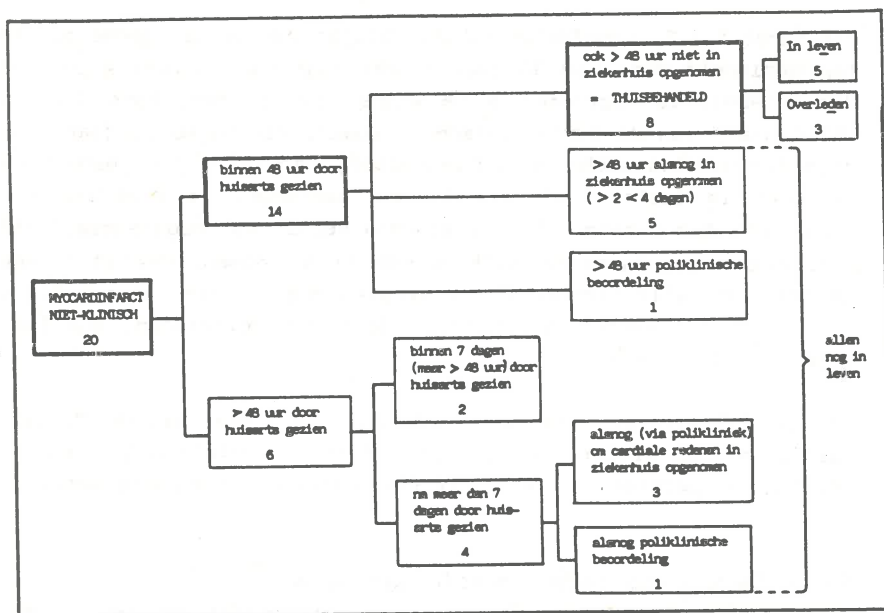 MYOCARDINFARCT
NIET-KLINISCH
20
binnen 48 uur door
huisarts gezien
14
ook > 48 uur niet in
ziekenhuis opgenomen
= THUISBEHANDELD
8
In leven
5
Overleden
3
>48 uur alsnog in
ziekenhuis opgenomen
( > 2 < 4 dagen)
5
>48 uur poliklinische
beoordeling
1
> 48 uur door
huisarts gezien
6
binnen 7 dagen
(meer > 48 uur) door
huisarts gezien
2
na meer dan 7
dagen door huis-
arts gezien
4
alsnog (via polikliniek)
om cardiale redenen in
ziekenhuis opgenomen
3
alsnog poliklinische
beoordeling
1
allen
nog in
leven